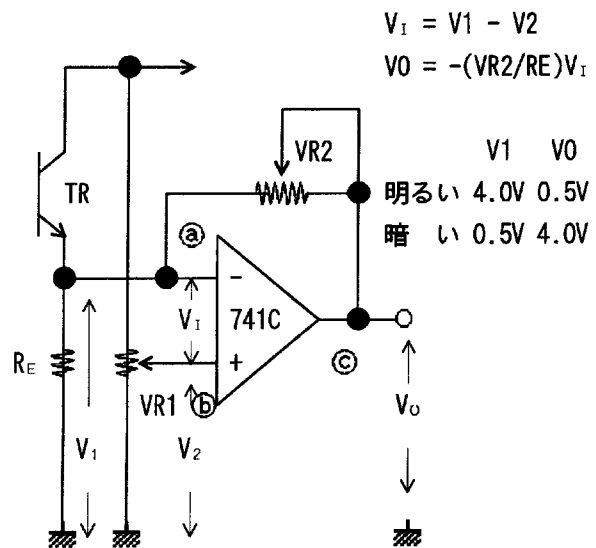 V_I = V1 - V2
VO = -(VR2/RE)V_I
VR2
V1 VO
明るい 4.0V 0.5V
暗 い 0.5V 4.0V
TR
ⓐ
−
V_I
741C
R_E
+
ⓒ
VR1
ⓑ
V_1
V_2
V_O